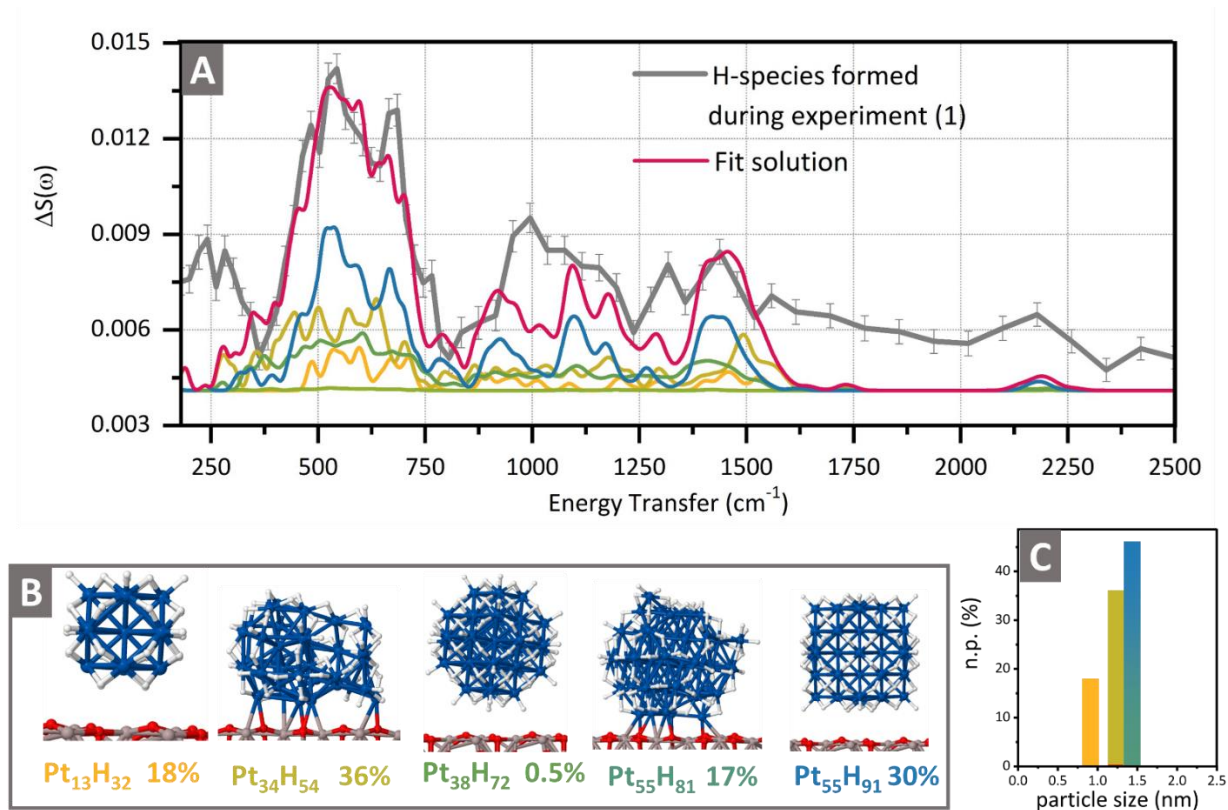 A
0.015
0.012
0.009
0.006
0.003
ΔS(ω)
H-species formed
during experiment (1)
Fit solution
250 500 750 1000 1250 1500 1750 2000 2250 2500
Energy Transfer (cm⁻¹)
B
Pt₁₃H₃₂ 18% Pt₃₄H₅₄ 36% Pt₃₈H₇₂ 0.5% Pt₅₅H₈₁ 17% Pt₅₅H₉₁ 30%
C
40
30
20
10
0
n.p. (%)
0.0 0.5 1.0 1.5 2.0 2.5
particle size (nm)